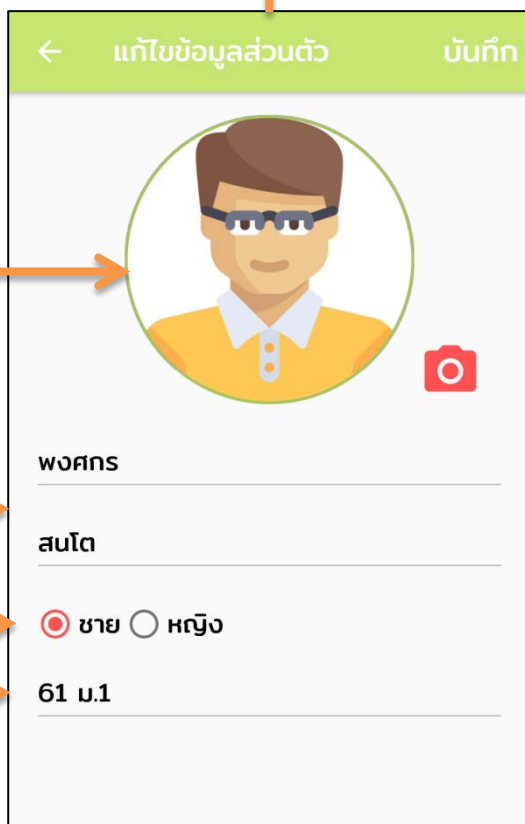 แก้ไขข้อมูลส่วนตัว บันทึก
พงศกร
สนโต
ชาย หญิง
61 ม.1